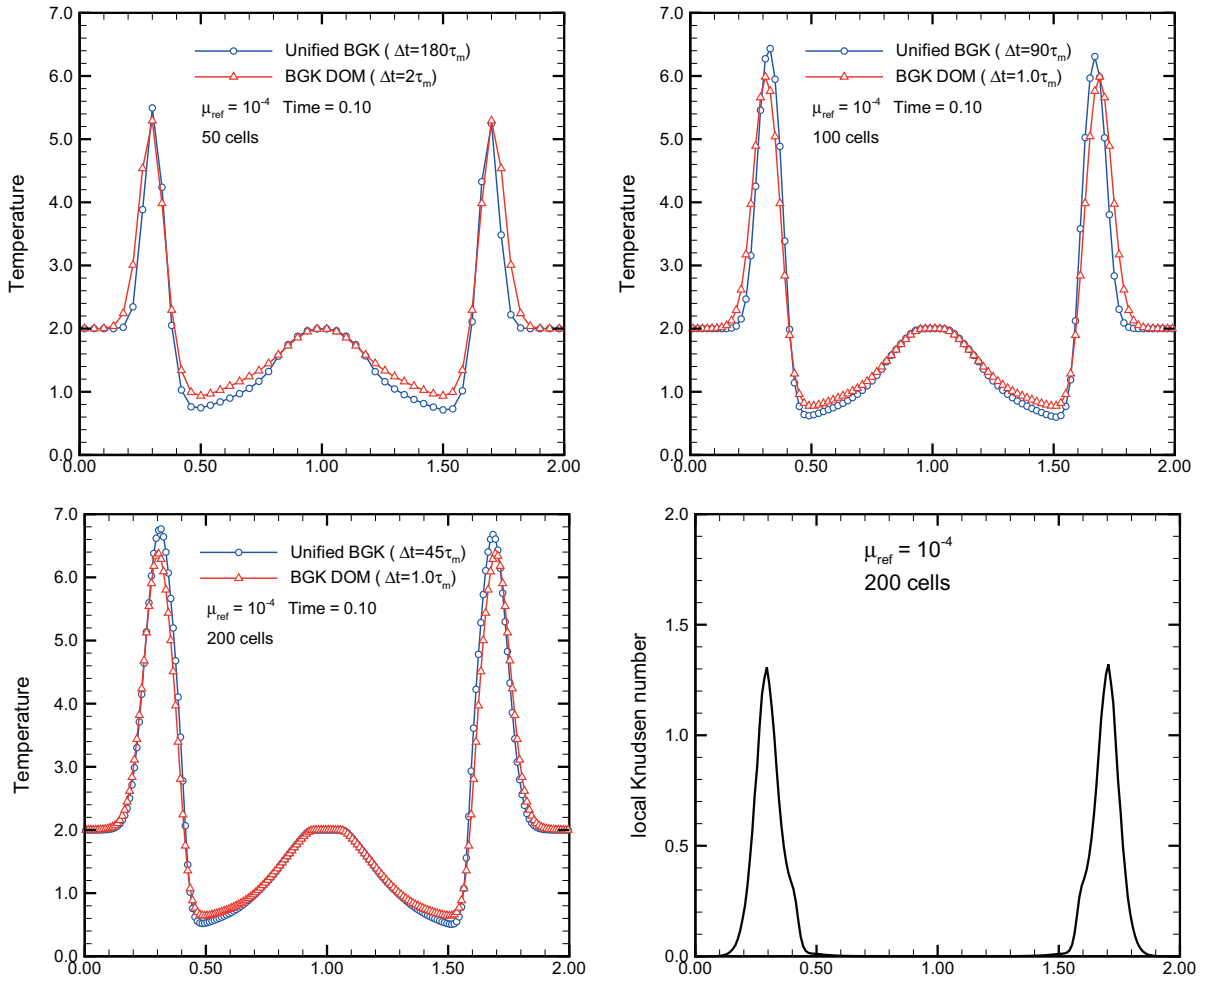 7.0
6.0
5.0
4.0
3.0
2.0
1.0
0.0
Temperature
Unified BGK ( Δt=180τm)
BGK DOM ( Δt=2τm)
μref = 10-4 Time = 0.10
50 cells
0.00 0.50 1.00 1.50 2.00
7.0
6.0
5.0
4.0
3.0
2.0
1.0
0.0
Temperature
Unified BGK ( Δt=90τm)
BGK DOM ( Δt=1.0τm)
μref = 10-4 Time = 0.10
100 cells
0.00 0.50 1.00 1.50 2.00
7.0
6.0
5.0
4.0
3.0
2.0
1.0
0.0
Temperature
Unified BGK ( Δt=45τm)
BGK DOM ( Δt=1.0τm)
μref = 10-4 Time = 0.10
200 cells
0.00 0.50 1.00 1.50 2.00
2.0
1.5
1.0
0.5
0.0
local Knudsen number
μref = 10-4
200 cells
0.00 0.50 1.00 1.50 2.00